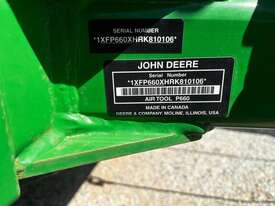 SERIAL NUMBER
*1XFP660XHRK810106*
JOHN DEERE
Serial Number
*1XFP660XHRK810106*
AIR TOOL P660
MADE IN CANADA
DEERE & COMPANY, MOLINE, ILLINOIS, USA